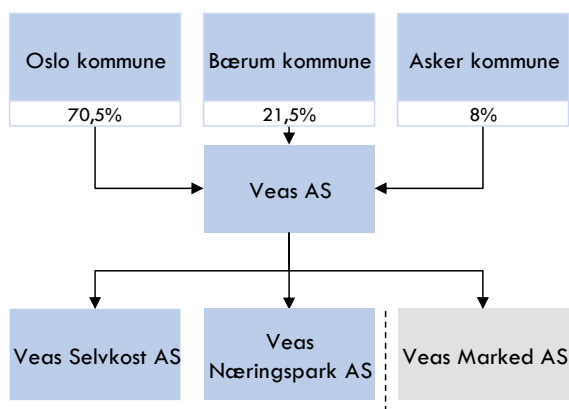 Oslo kommune
Bærum kommune
Asker kommune
70,5%
21,5%
8%
Veas AS
Veas Selvkost AS
Veas
Næringspark AS
Veas Marked AS